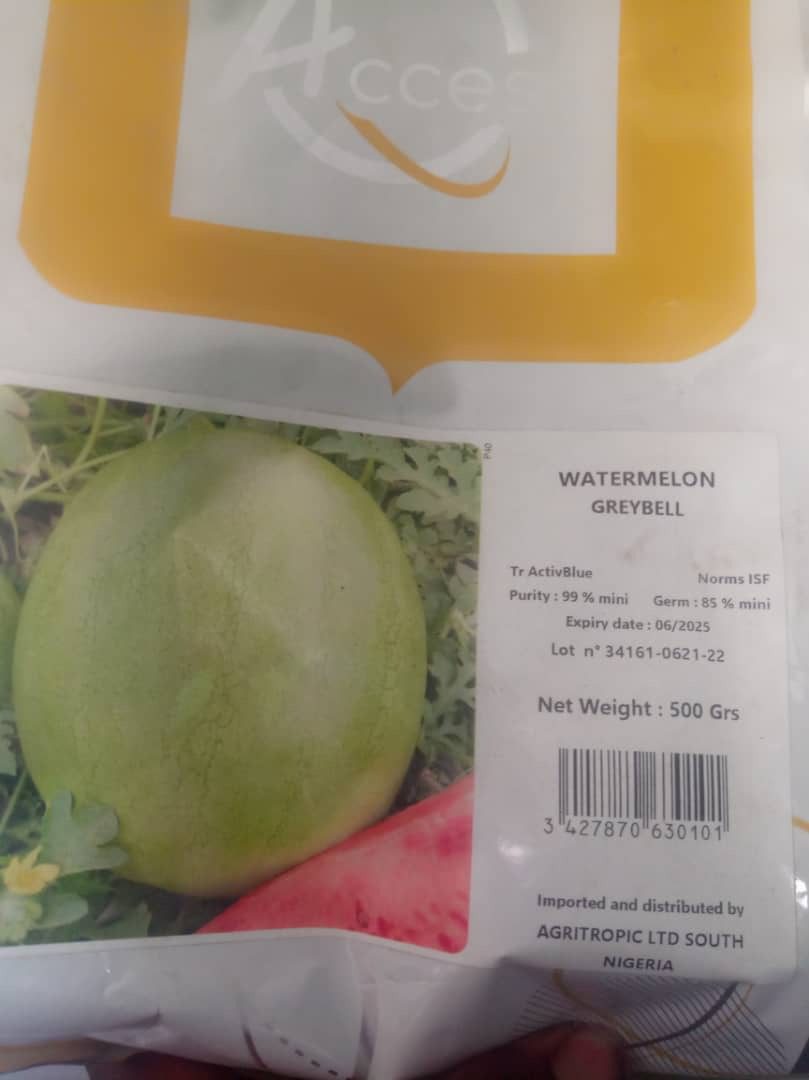 Acces
P40
WATERMELON
GREYBELL
Tr ActivBlue Norms ISF
Purity : 99 % mini Germ : 85 % mini
Expiry date : 06/2025
Lot n° 34161-0621-22
Net Weight : 500 Grs
3 427870 630101
Imported and distributed by
AGRITROPIC LTD SOUTH
NIGERIA